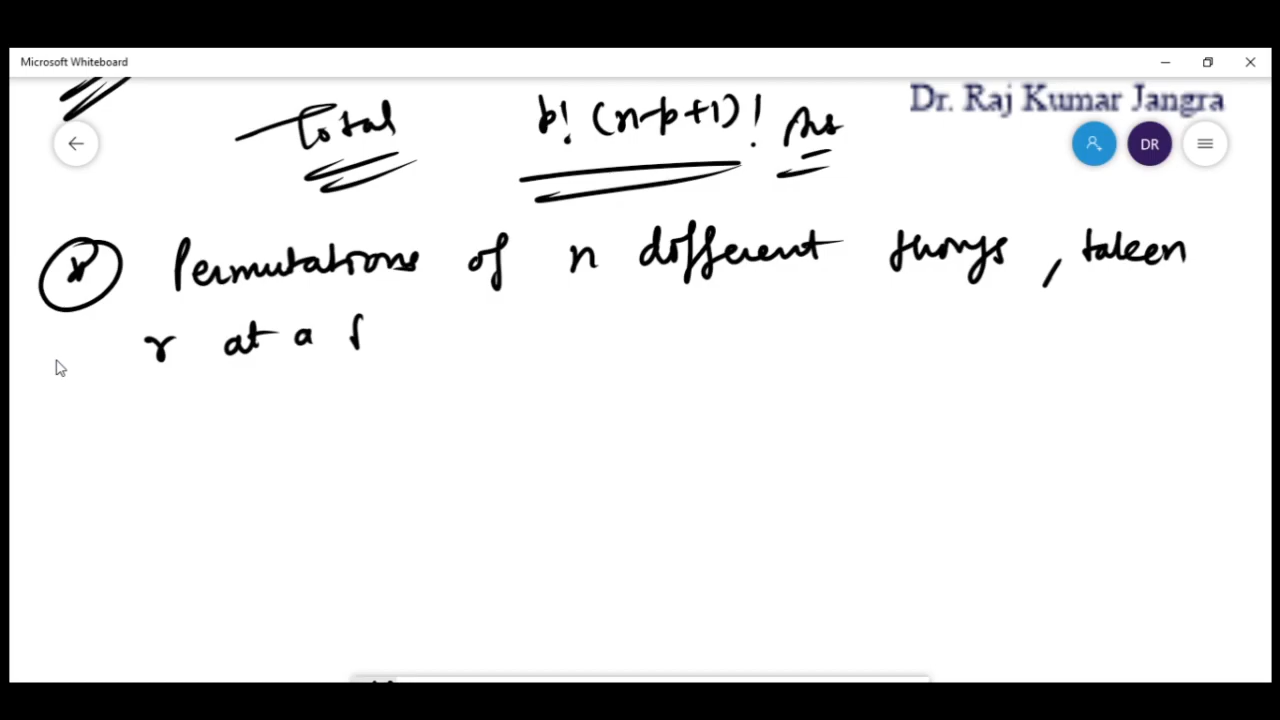 Microsoft Whiteboard
Dr. Raj Kumar Jangra
Total p! (n-p+1)! Ans
DR
Permutations of n different things, taken
r at a